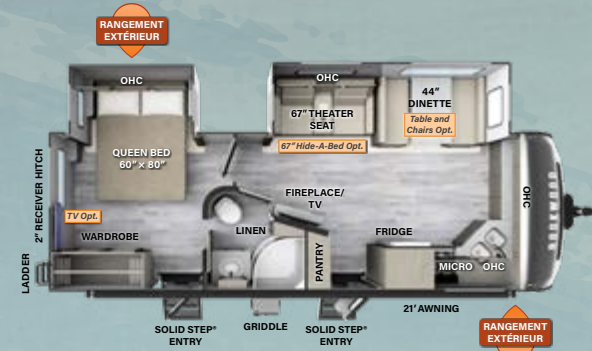 RANGEMENT
EXTÉRIEUR
OHC
OHC
44"
DINETTE
67" THEATER
SEAT
Table and
Chairs Opt.
67" Hide-A-Bed Opt.
QUEEN BED
60" × 80"
2" RECEIVER HITCH
FIREPLACE/
TV
OHC
TV Opt.
WARDROBE
LINEN
FRIDGE
PANTRY
MICRO
OHC
LADDER
21' AWNING
SOLID STEP®
ENTRY
GRIDDLE
SOLID STEP®
ENTRY
RANGEMENT
EXTÉRIEUR